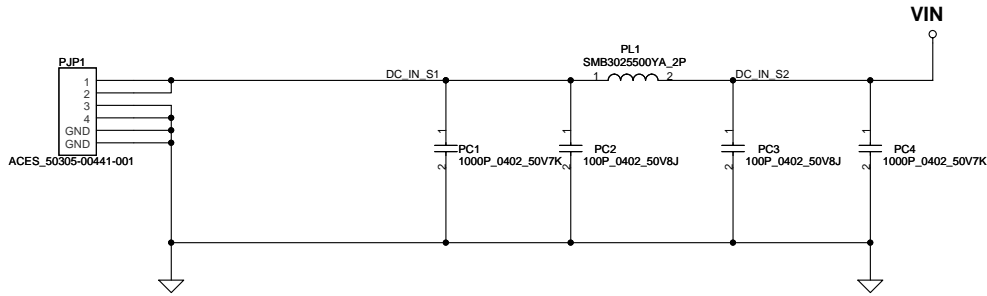 VIN
PJP1
1
2
3
4
GND
GND
ACES_50305-00441-001
DC_IN_S1
PL1
SMB3025500YA_2P
1 2
DC_IN_S2
1
PC1
1000P_0402_50V7K
2
1
PC2
100P_0402_50V8J
2
1
PC3
100P_0402_50V8J
2
1
PC4
1000P_0402_50V7K
2